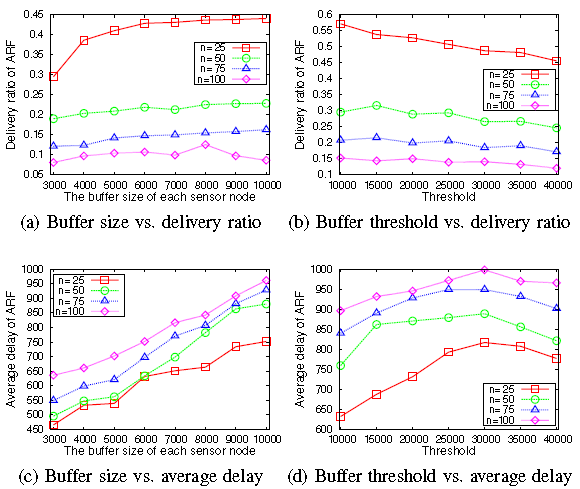 0.45
0.4
0.35
0.3
0.25
0.2
0.15
0.1
0.05
Delivery ratio of ARF
n= 25
n= 50
n= 75
n=100
3000 4000 5000 6000 7000 8000 9000 10000
The buffer size of each sensor node
(a) Buffer size vs. delivery ratio
0.6
0.55
0.5
0.45
0.4
0.35
0.3
0.25
0.2
0.15
0.1
Delivery ratio of ARF
n= 25
n= 50
n= 75
n=100
10000 15000 20000 25000 30000 35000 40000
Threshold
(b) Buffer threshold vs. delivery ratio
1000
950
900
850
800
750
700
650
600
550
500
450
Average delay of ARF
n= 25
n= 50
n= 75
n=100
3000 4000 5000 6000 7000 8000 9000 10000
The buffer size of each sensor node
(c) Buffer size vs. average delay
1000
950
900
850
800
750
700
650
600
Average delay of ARF
n= 25
n= 50
n= 75
n=100
10000 15000 20000 25000 30000 35000 40000
Threshold
(d) Buffer threshold vs. average delay